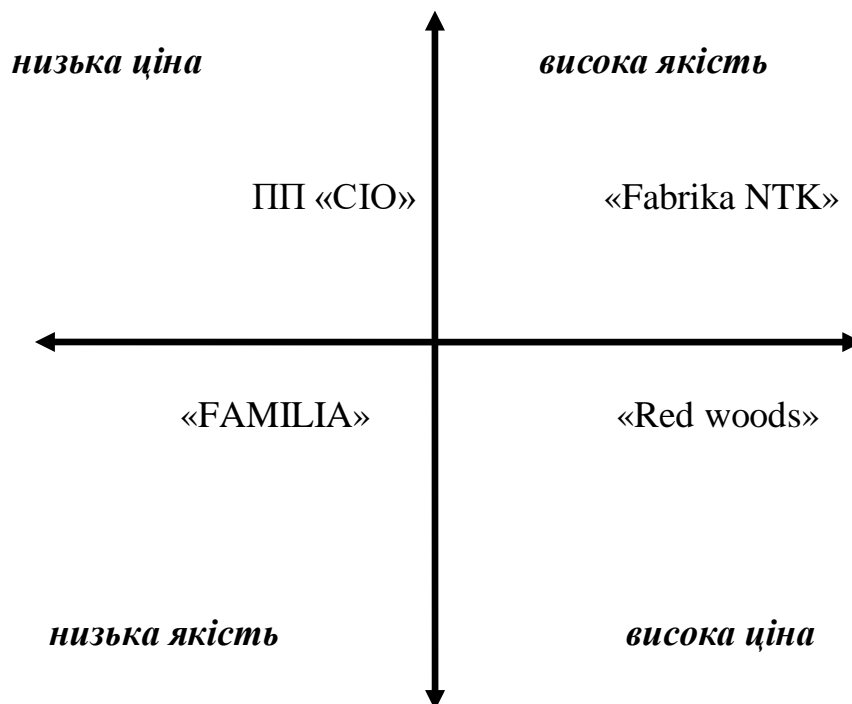 низька ціна
висока якість
ПП «СІО»
«Fabrika NTK»
«FAMILIA»
«Red woods»
низька якість
висока ціна